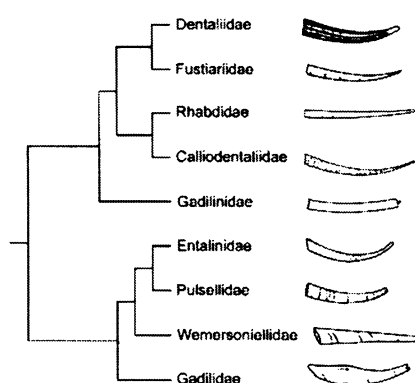 Dentaliidae
Fustiariidae
Rhabdidae
Calliodentaliidae
Gadilinidae
Entalinidae
Pulsellidae
Wemersoniellidae
Gadilidae